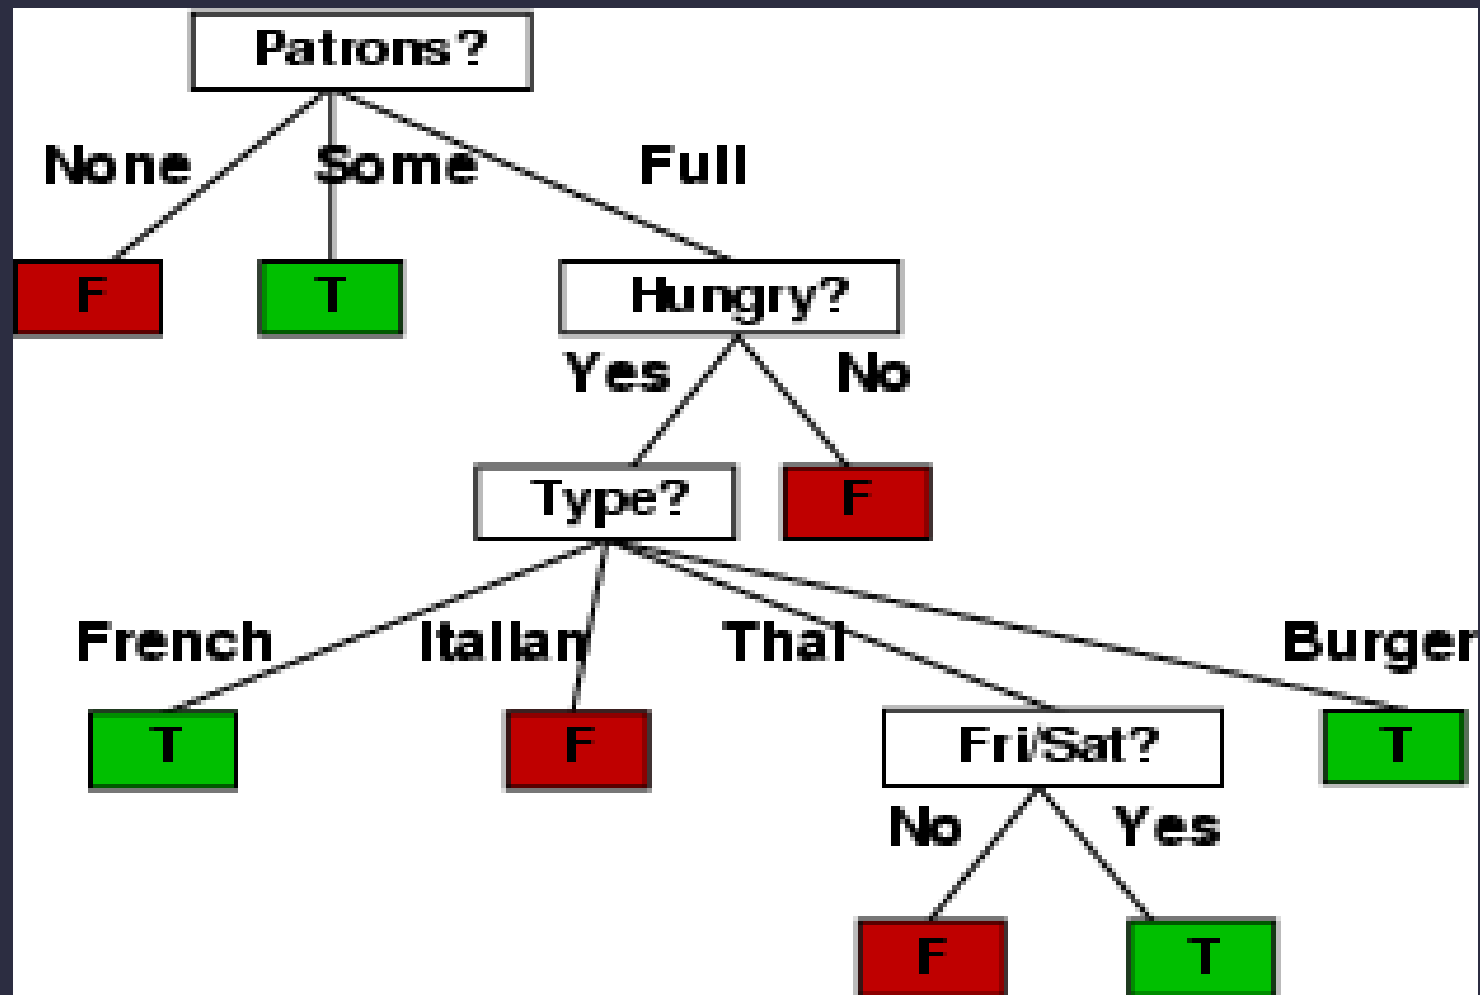 Patrons?
None Some Full
F T Hungry?
Yes No
Type? F
French Italian Thai Burger
T F Fri/Sat? T
No Yes
F T